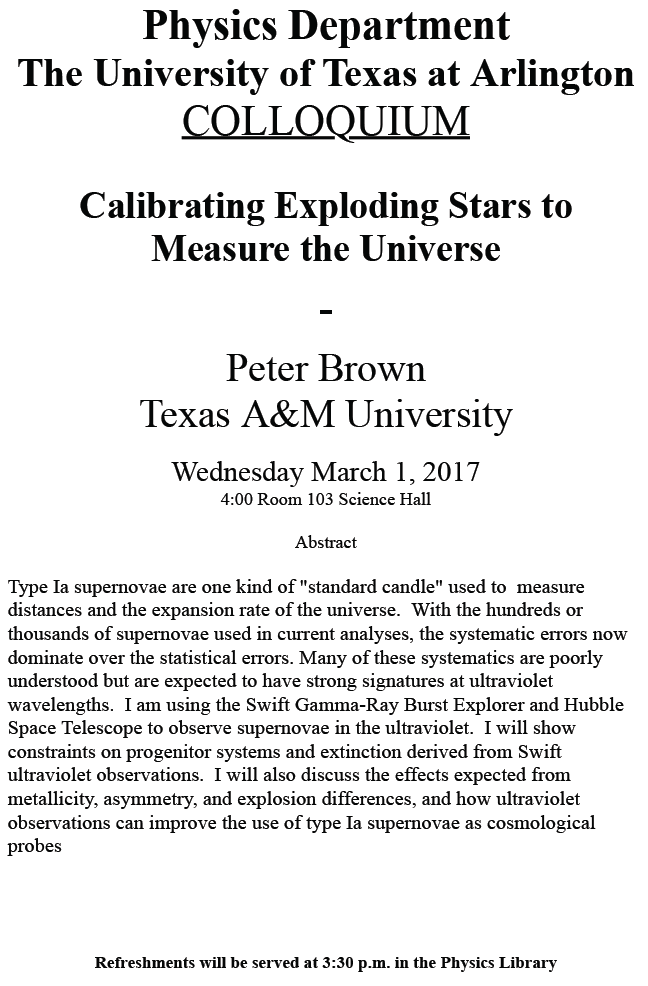 Physics Department
The University of Texas at Arlington
COLLOQUIUM
Calibrating Exploding Stars to
Measure the Universe
-
Peter Brown
Texas A&M University
Wednesday March 1, 2017
4:00 Room 103 Science Hall
Abstract
Type Ia supernovae are one kind of "standard candle" used to  measure
distances and the expansion rate of the universe.  With the hundreds or
thousands of supernovae used in current analyses, the systematic errors now
dominate over the statistical errors. Many of these systematics are poorly
understood but are expected to have strong signatures at ultraviolet
wavelengths.  I am using the Swift Gamma-Ray Burst Explorer and Hubble
Space Telescope to observe supernovae in the ultraviolet.  I will show
constraints on progenitor systems and extinction derived from Swift
ultraviolet observations.  I will also discuss the effects expected from
metallicity, asymmetry, and explosion differences, and how ultraviolet
observations can improve the use of type Ia supernovae as cosmological
probes
Refreshments will be served at 3:30 p.m. in the Physics Library